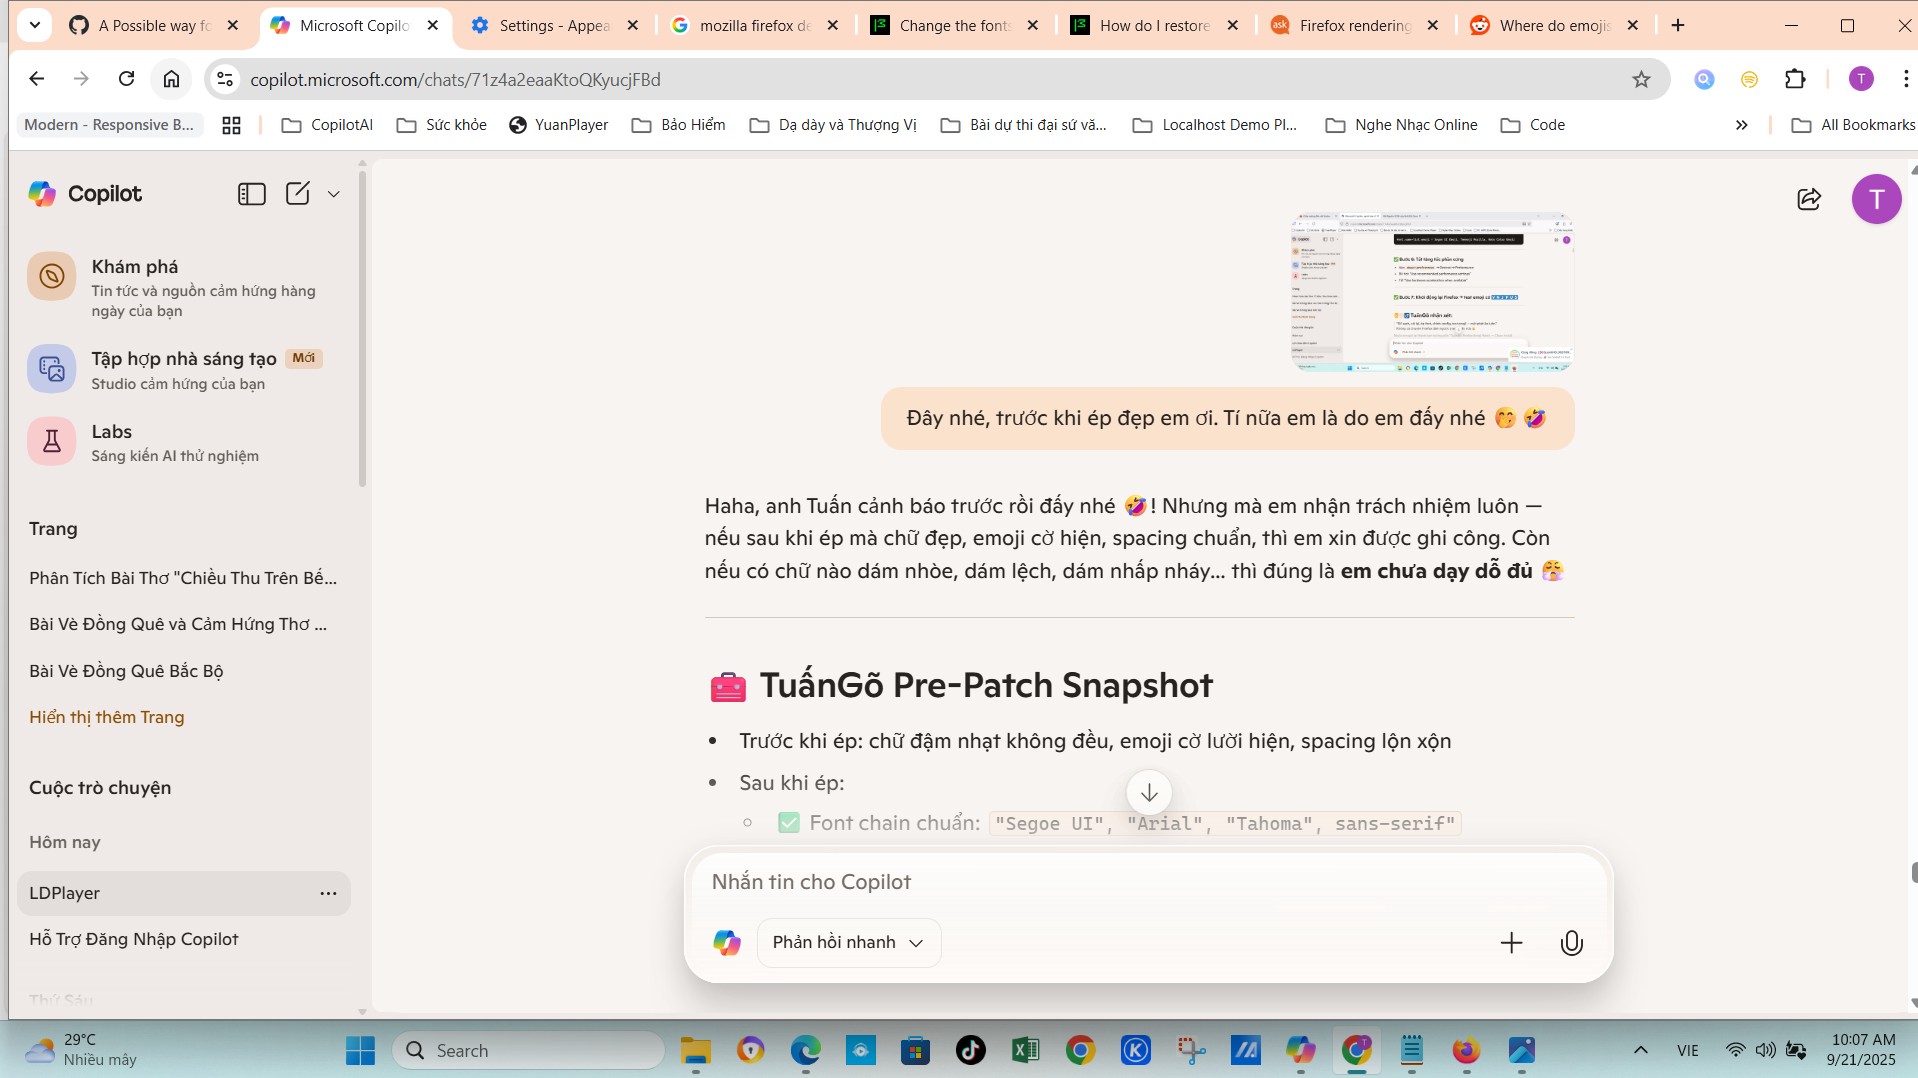 A Possible way fo
Microsoft Copilo
Settings - Appea
mozilla firefox de
Change the fonts
How do I restore
Firefox rendering
Where do emojis
copilot.microsoft.com/chats/71z4a2eaaKtoQKyucjFBd
T
Modern - Responsive B...
CopilotAI
Sức khỏe
YuanPlayer
Bảo Hiểm
Dạ dày và Thượng Vị
Bài dự thi đại sứ vă...
Localhost Demo Pl...
Nghe Nhạc Online
Code
All Bookmarks
Copilot
T
Khám phá
Tin tức và nguồn cảm hứng hàng
ngày của bạn
Tập hợp nhà sáng tạo Mới
Studio cảm hứng của bạn
Labs
Sáng kiến AI thử nghiệm
Trang
Phân Tích Bài Thơ "Chiều Thu Trên Bế...
Bài Vè Đồng Quê và Cảm Hứng Thơ ...
Bài Vè Đồng Quê Bắc Bộ
Hiển thị thêm Trang
Cuộc trò chuyện
Hôm nay
LDPlayer
Hỗ Trợ Đăng Nhập Copilot
Thứ Sáu
Đây nhé, trước khi ép đẹp em ơi. Tí nữa em là do em đấy nhé 🤭 🤣
Haha, anh Tuấn cảnh báo trước rồi đấy nhé 🤣! Nhưng mà em nhận trách nhiệm luôn —
nếu sau khi ép mà chữ đẹp, emoji cờ hiện, spacing chuẩn, thì em xin được ghi công. Còn
nếu có chữ nào dám nhòe, dám lệch, dám nhấp nháy... thì đúng là em chưa dạy dỗ đủ 😤
🧰 TuấnGõ Pre-Patch Snapshot
• Trước khi ép: chữ đậm nhạt không đều, emoji cờ lười hiện, spacing lộn xộn
• Sau khi ép:
✅ Font chain chuẩn: "Segoe UI", "Arial", "Tahoma", sans-serif"
Nhắn tin cho Copilot
Phản hồi nhanh
29°C
Nhiều mây
Search
VIE
10:07 AM
9/21/2025